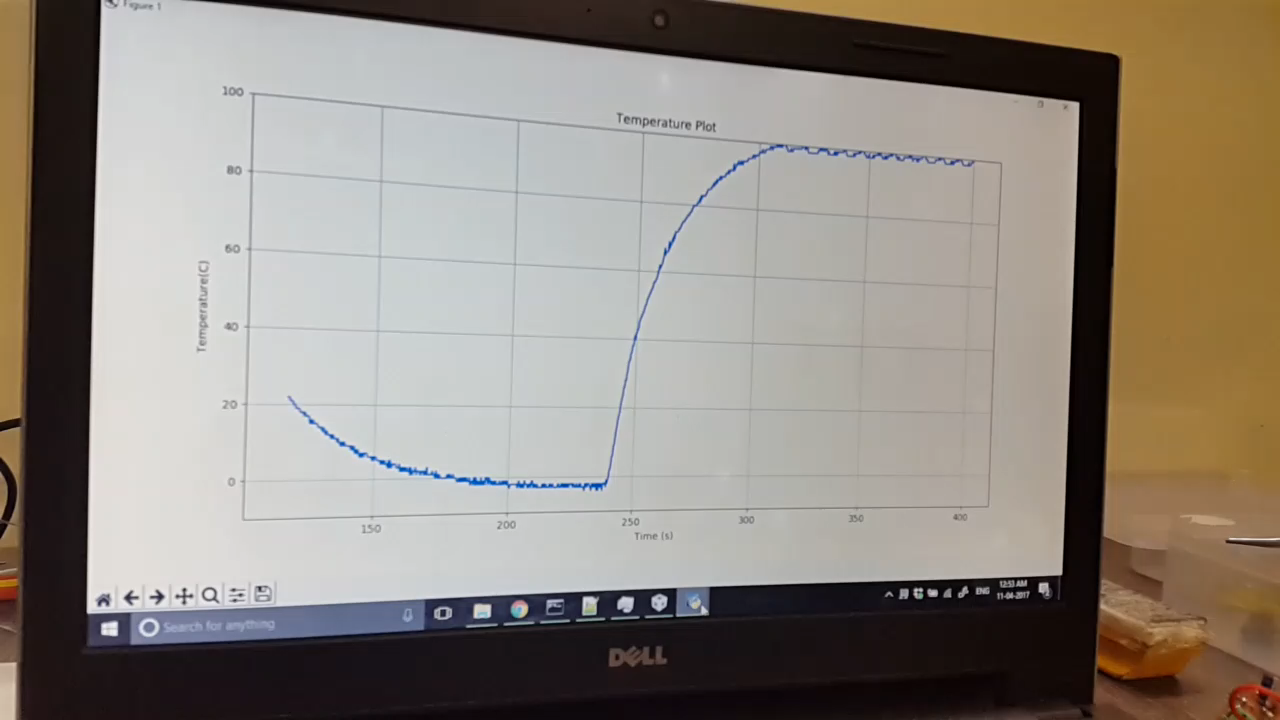 Figure 1
Temperature Plot
100
80
60
40
20
0
Temperature(C)
150
200
250
300
350
400
Time (s)
Search for anything
ENG
12:53 AM
11-04-2017
DELL